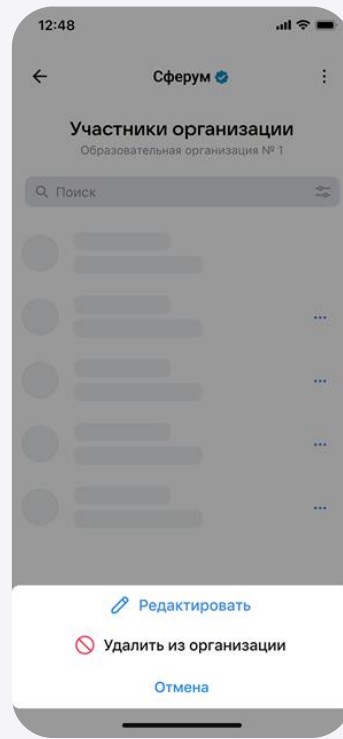 12:48
Сферум
Участники организации
Образовательная организация № 1
Поиск
Редактировать
Удалить из организации
Отмена